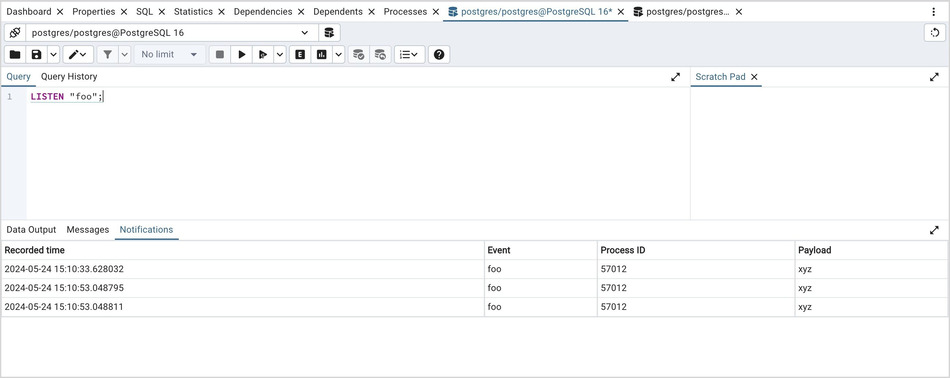 Dashboard Properties SQL Statistics Dependencies Dependents Processes postgres/postgres@PostgreSQL 16* postgres/postgres...
postgres/postgres@PostgreSQL 16
No limit E
Query Query History Scratch Pad
1 LISTEN "foo";
Data Output Messages Notifications
Recorded time Event Process ID Payload
2024-05-24 15:10:33.628032 foo 57012 xyz
2024-05-24 15:10:53.048795 foo 57012 xyz
2024-05-24 15:10:53.048811 foo 57012 xyz